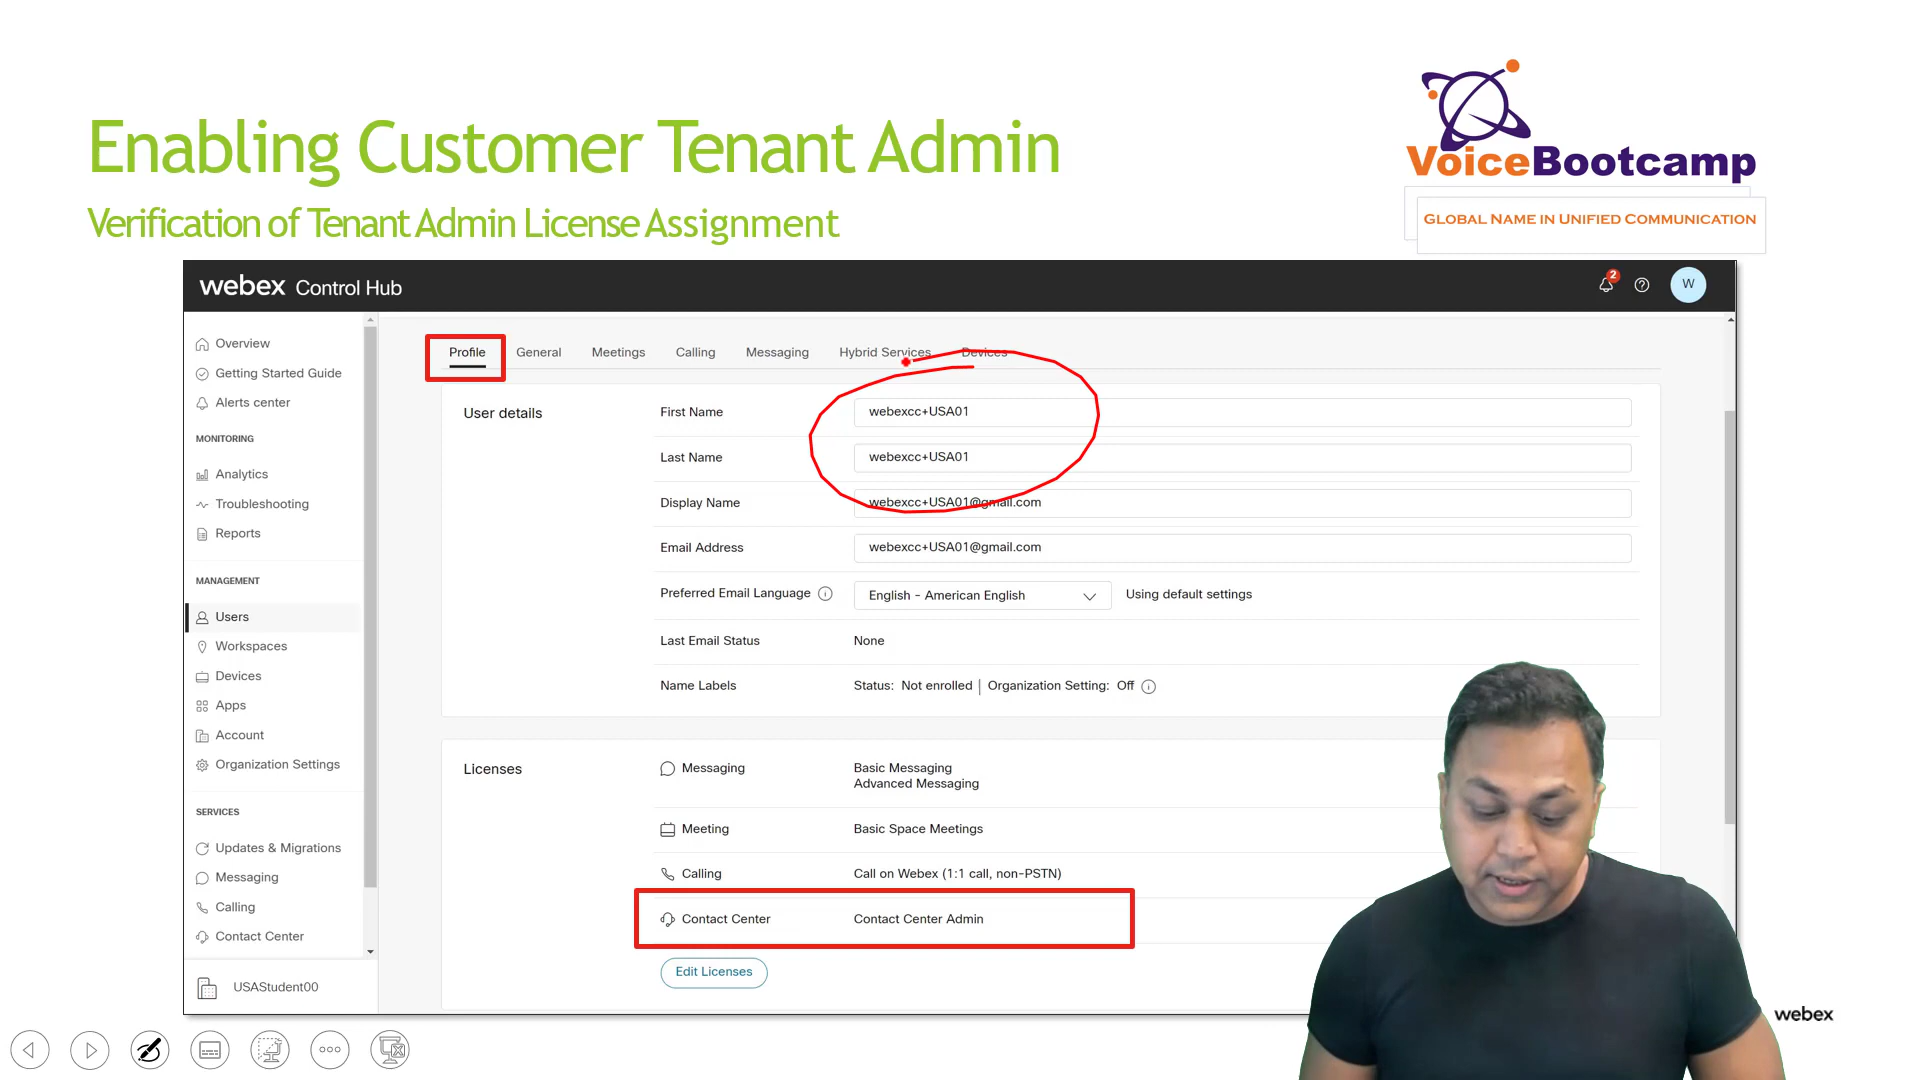 Enabling Customer Tenant Admin
Verification of Tenant Admin License Assignment
VoiceBootcamp
GLOBAL NAME IN UNIFIED COMMUNICATION
webex Control Hub
2
W
Overview
Getting Started Guide
Alerts center
MONITORING
Analytics
Troubleshooting
Reports
MANAGEMENT
Users
Workspaces
Devices
Apps
Account
Organization Settings
SERVICES
Updates & Migrations
Messaging
Calling
Contact Center
USAStudent00
Profile General Meetings Calling Messaging Hybrid Services Devices
User details
First Name webexcc+USA01
Last Name webexcc+USA01
Display Name webexcc+USA01@gmail.com
Email Address webexcc+USA01@gmail.com
Preferred Email Language English - American English Using default settings
Last Email Status None
Name Labels Status: Not enrolled | Organization Setting: Off
Licenses
Messaging Basic Messaging
Advanced Messaging
Meeting Basic Space Meetings
Calling Call on Webex (1:1 call, non-PSTN)
Contact Center Contact Center Admin
Edit Licenses
webex